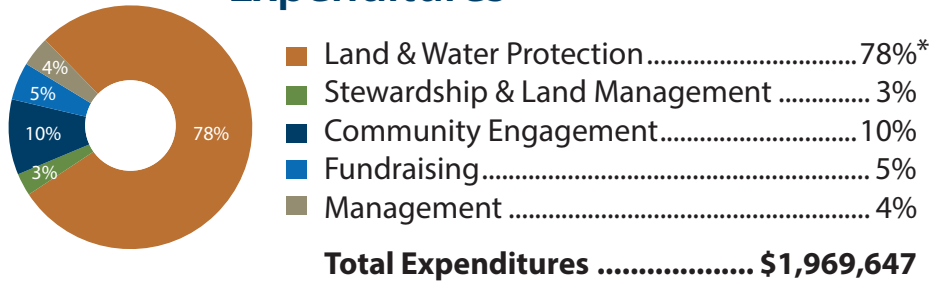 Expenditures
Land & Water Protection.................................78%*
Stewardship & Land Management .............. 3%
Community Engagement..............................10%
Fundraising........................................................... 5%
Management ....................................................... 4%
Total Expenditures ................... $1,969,647
4%
5%
10%
3%
78%